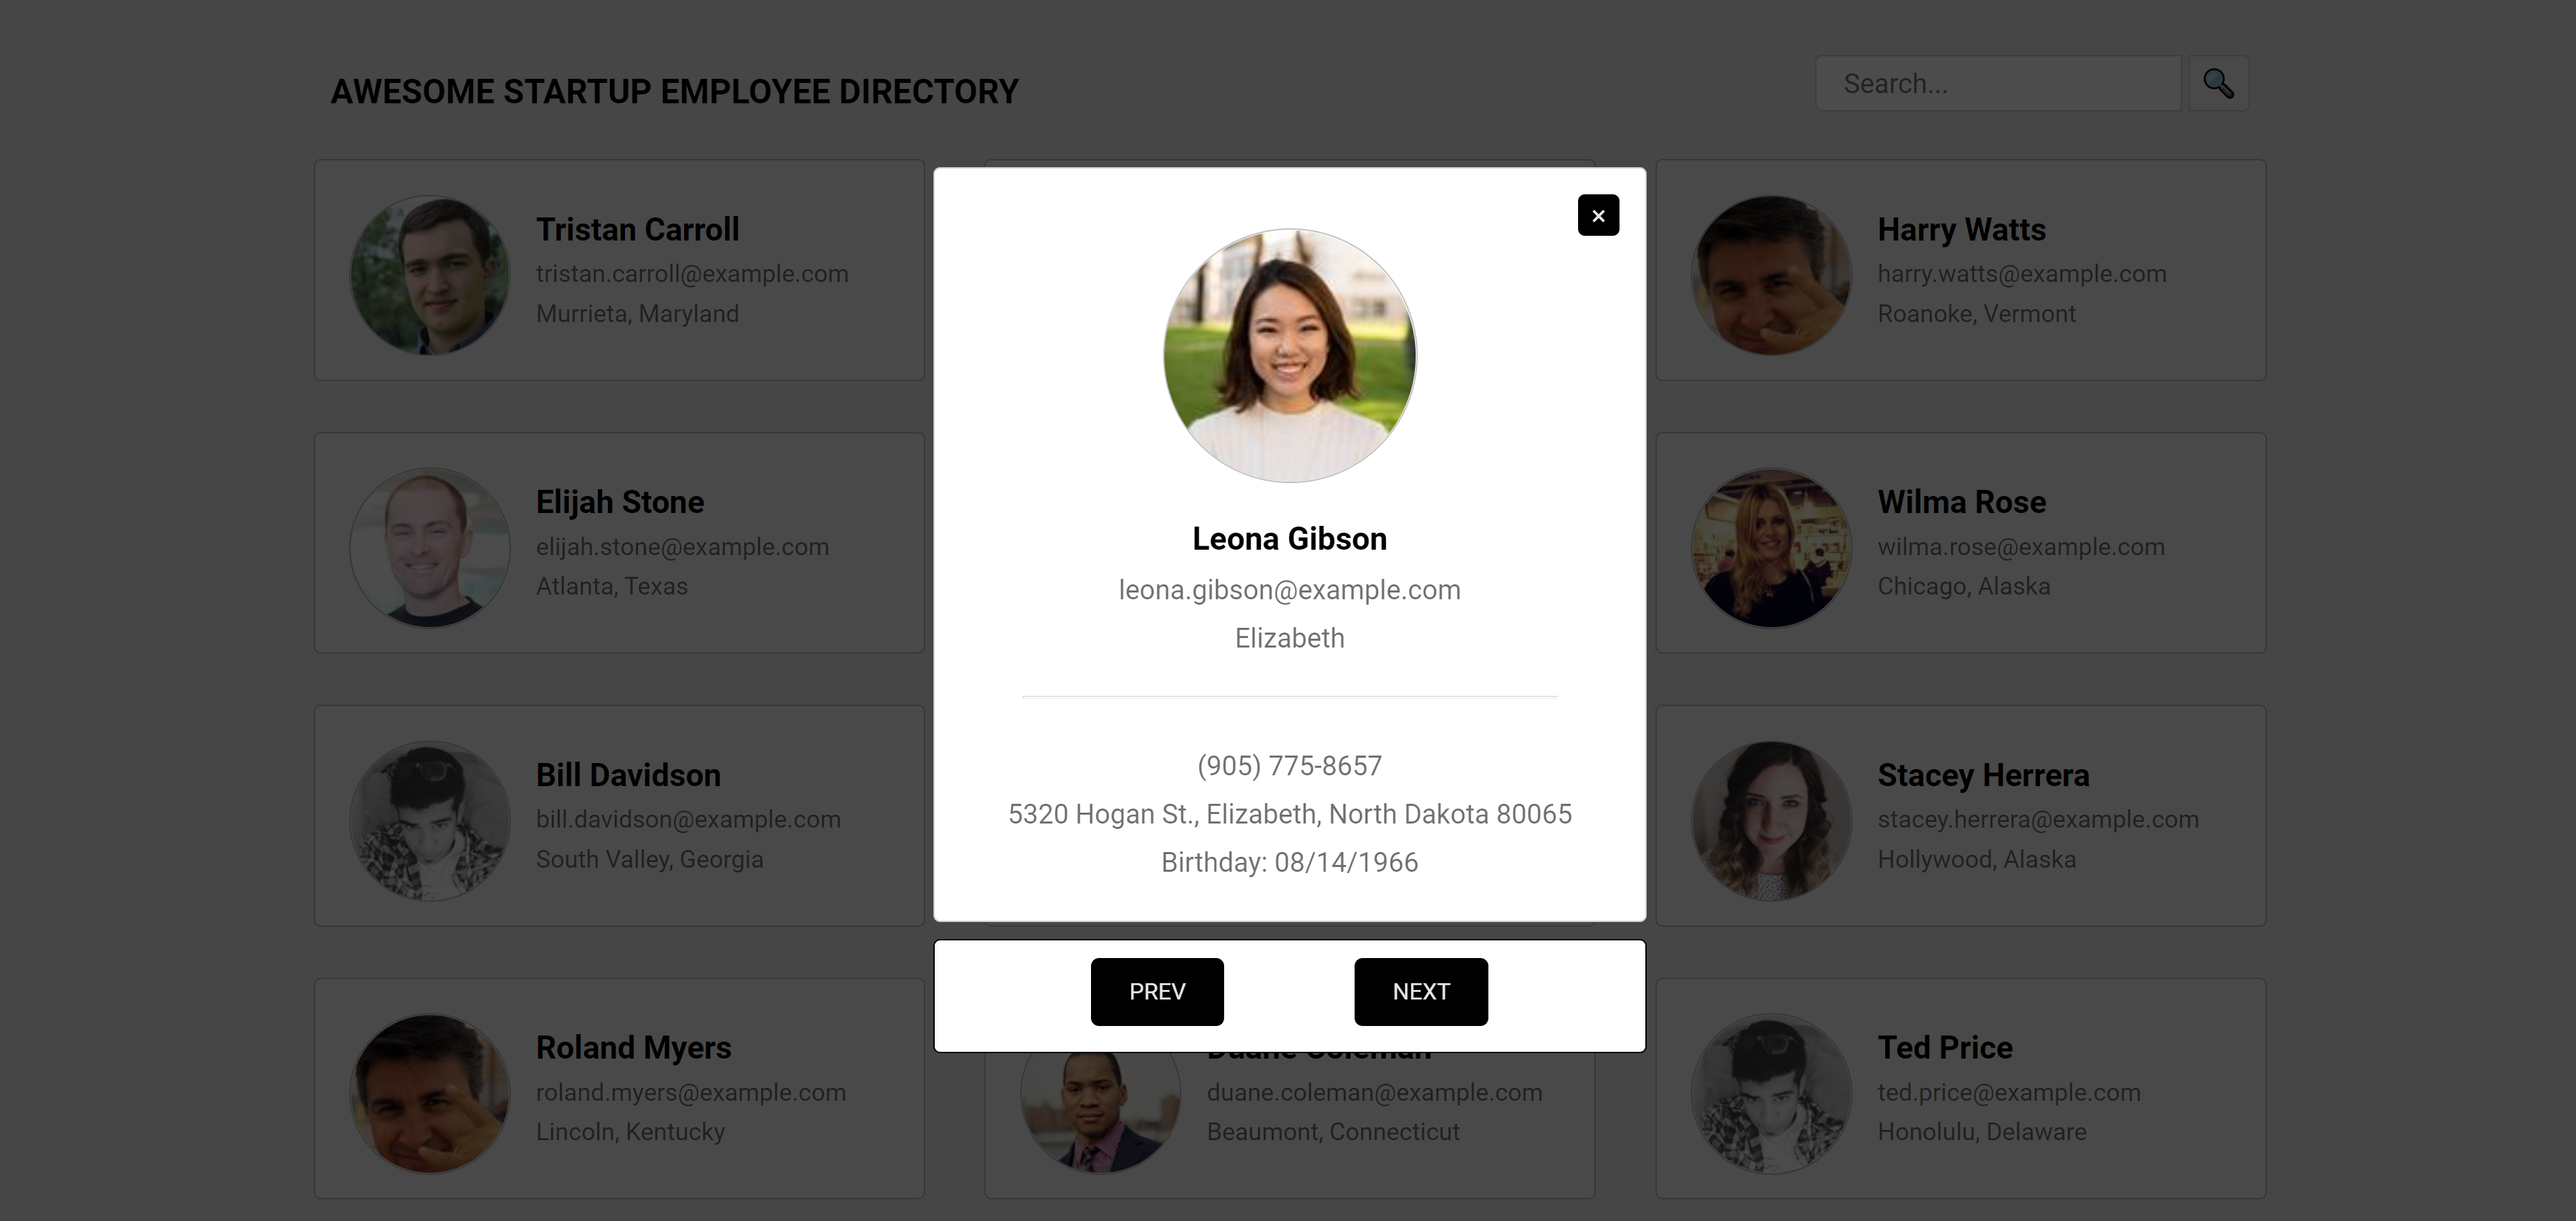 AWESOME STARTUP EMPLOYEE DIRECTORY
Search...
Tristan Carroll
tristan.carroll@example.com
Murrieta, Maryland
Harry Watts
harry.watts@example.com
Roanoke, Vermont
Elijah Stone
elijah.stone@example.com
Atlanta, Texas
Wilma Rose
wilma.rose@example.com
Chicago, Alaska
Bill Davidson
bill.davidson@example.com
South Valley, Georgia
Stacey Herrera
stacey.herrera@example.com
Hollywood, Alaska
Roland Myers
roland.myers@example.com
Lincoln, Kentucky
Duane Coleman
duane.coleman@example.com
Beaumont, Connecticut
Ted Price
ted.price@example.com
Honolulu, Delaware
×
Leona Gibson
leona.gibson@example.com
Elizabeth
(905) 775-8657
5320 Hogan St., Elizabeth, North Dakota 80065
Birthday: 08/14/1966
PREV
NEXT